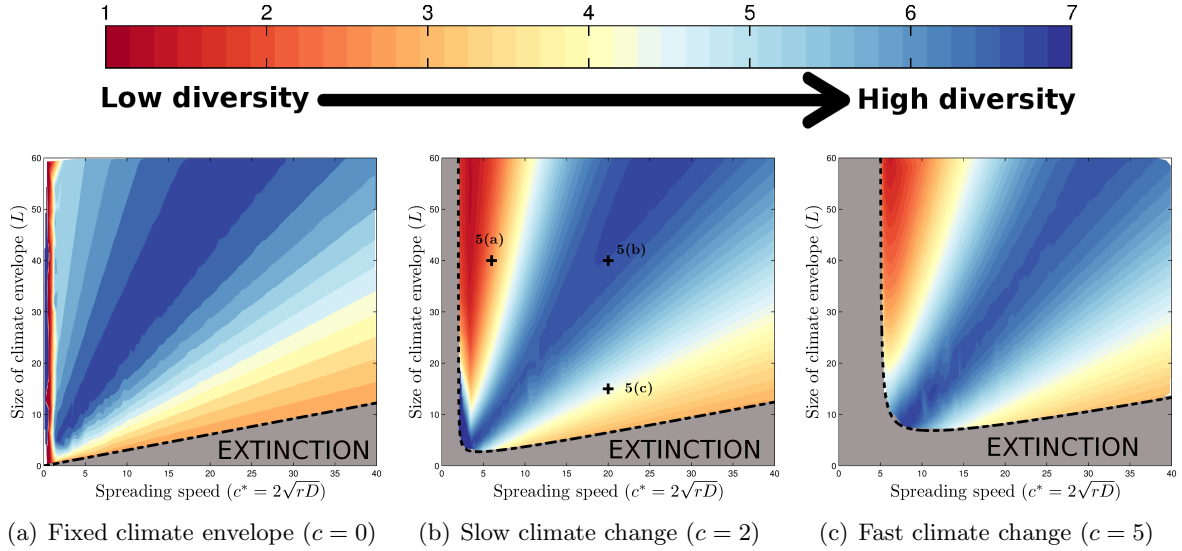 1 2 3 4 5 6 7
Low diversity High diversity
60
50
40
30
20
10
0
Size of climate envelope (L)
EXTINCTION
0 5 10 15 20 25 30 35 40
Spreading speed (c* = 2√rD)
(a) Fixed climate envelope (c = 0)
60
50
40
30
20
10
0
Size of climate envelope (L)
5(a)
5(b)
5(c)
EXTINCTION
0 5 10 15 20 25 30 35 40
Spreading speed (c* = 2√rD)
(b) Slow climate change (c = 2)
60
50
40
30
20
10
0
Size of climate envelope (L)
EXTINCTION
0 5 10 15 20 25 30 35 40
Spreading speed (c* = 2√rD)
(c) Fast climate change (c = 5)